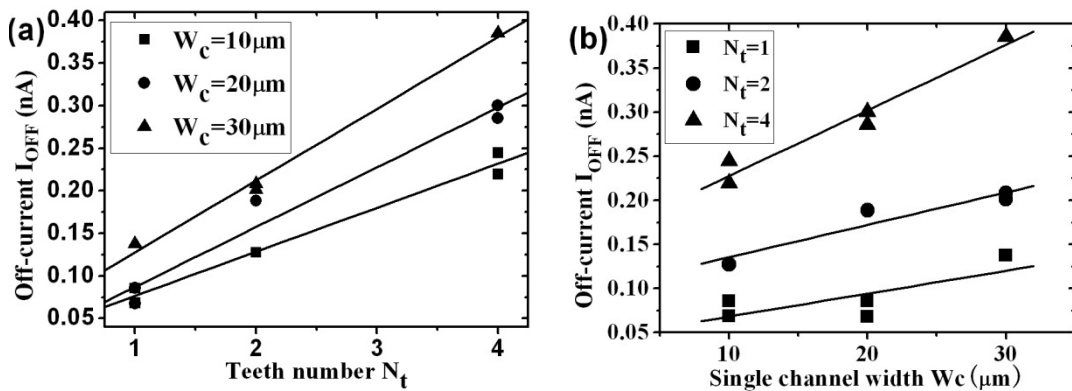 (a)
W_c=10μm
W_c=20μm
W_c=30μm
0.40
0.35
0.30
0.25
0.20
0.15
0.10
0.05
1
2
3
4
Off-current I_OFF (nA)
Teeth number N_t
(b)
N_t=1
N_t=2
N_t=4
0.40
0.35
0.30
0.25
0.20
0.15
0.10
0.05
10
20
30
Off-current I_OFF (nA)
Single channel width Wc (μm)